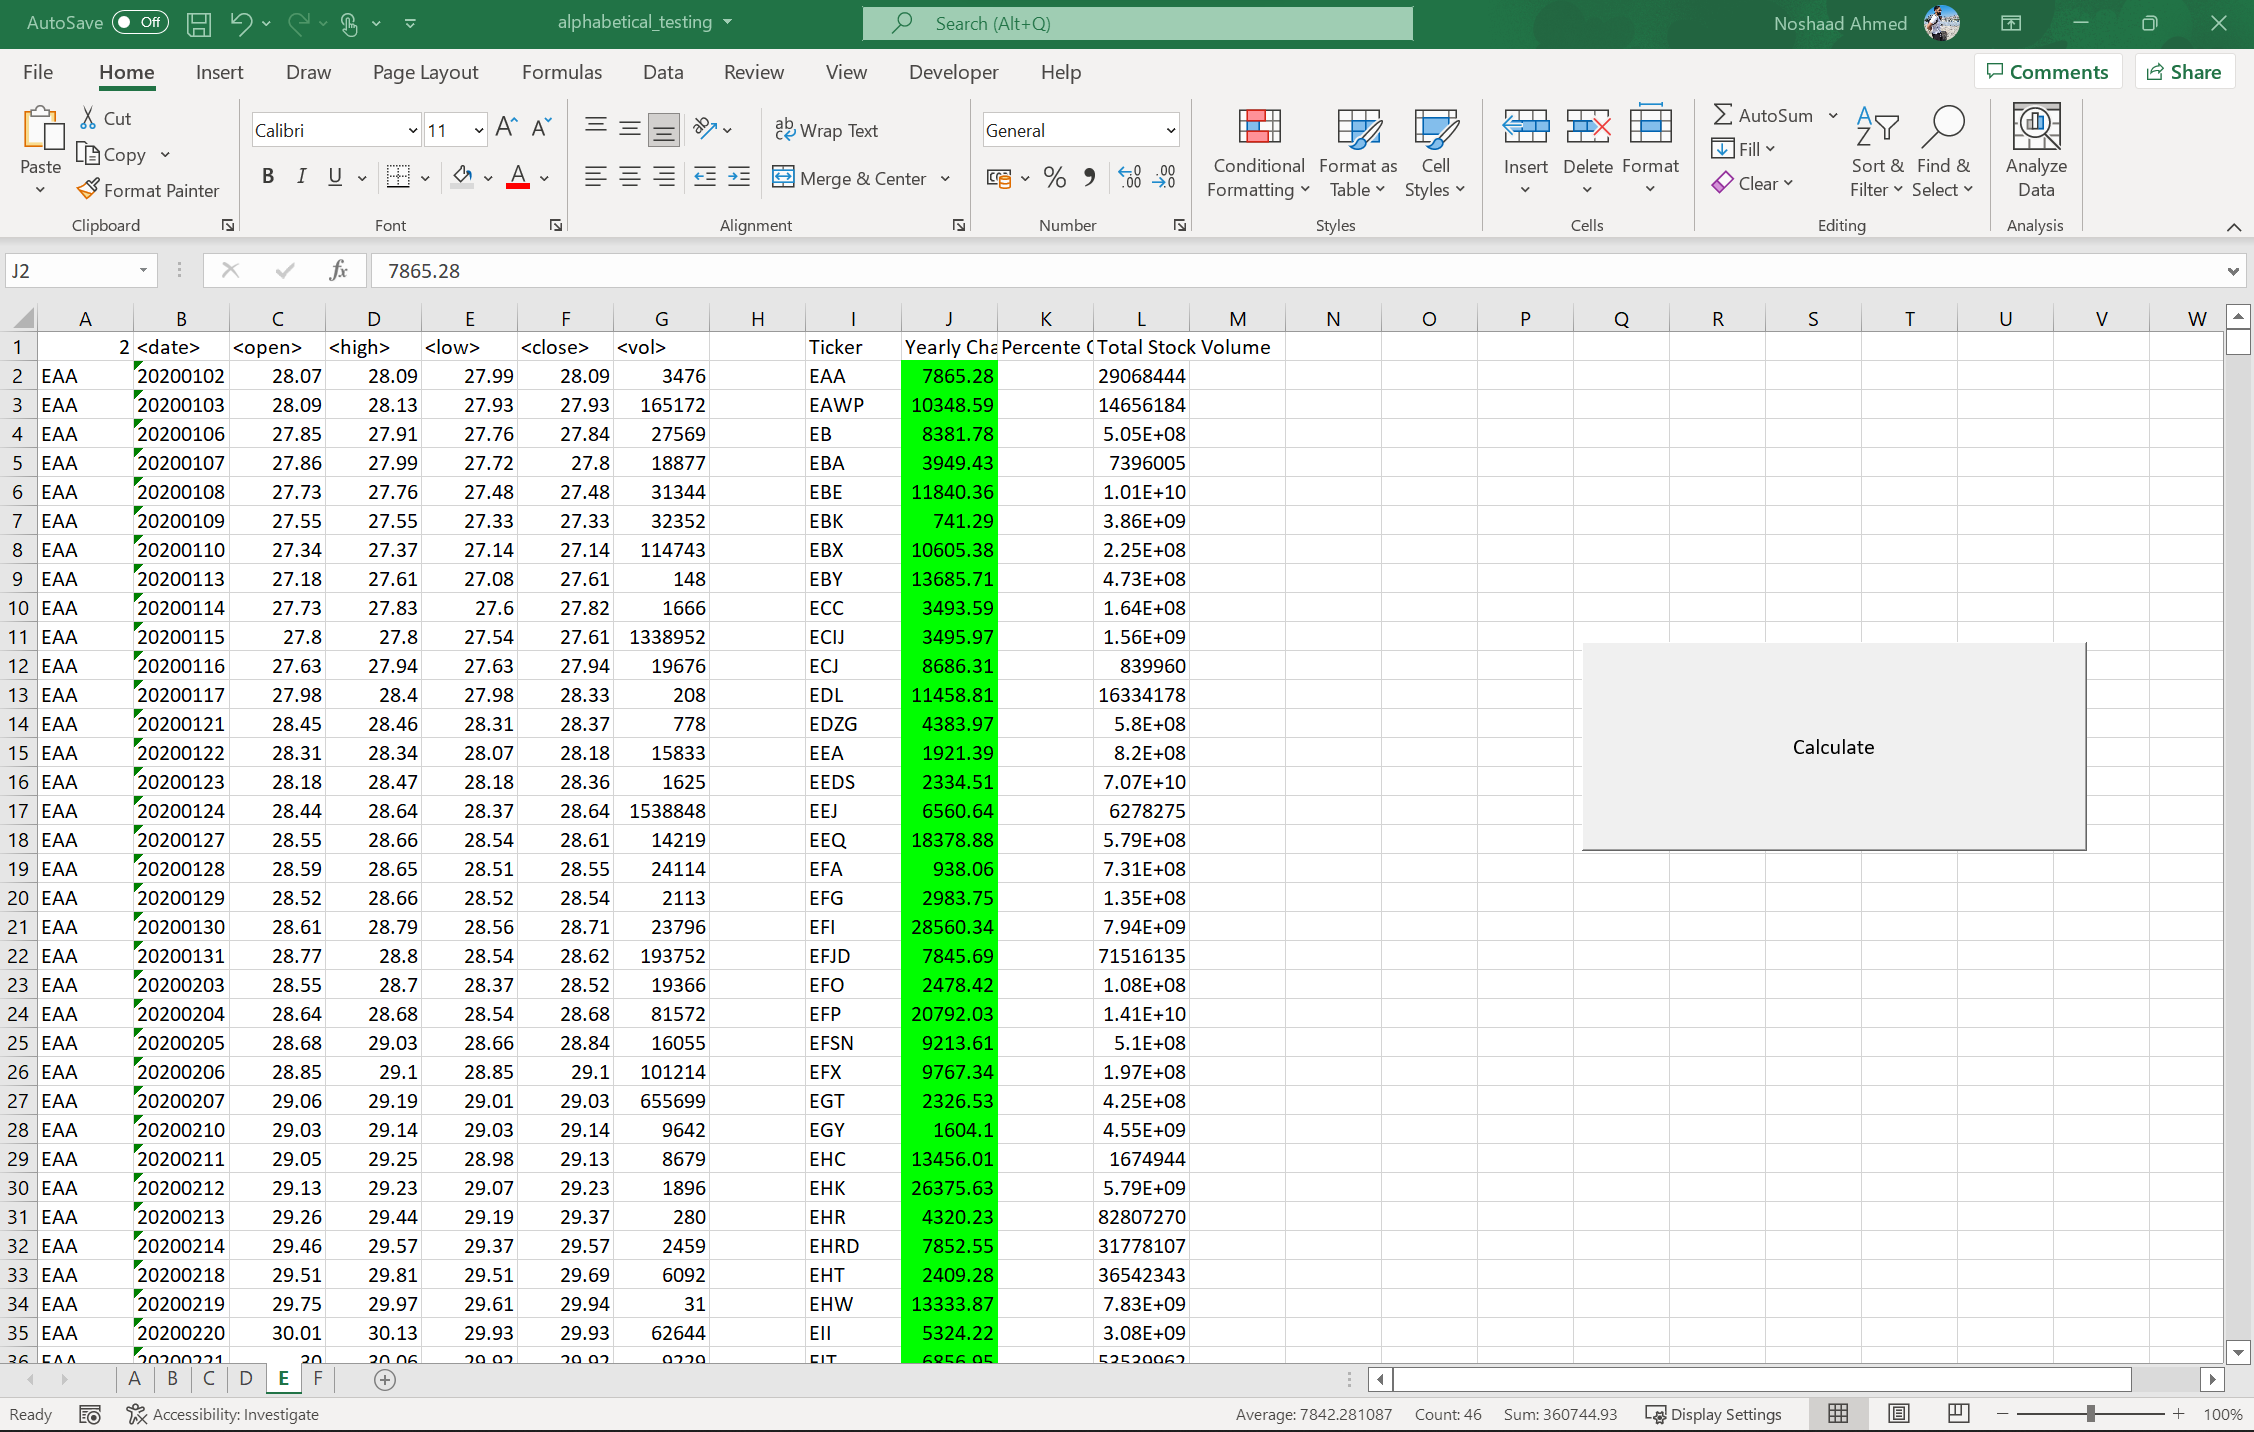 AutoSave Off alphabetical_testing Search (Alt+Q) Noshaad Ahmed
File Home Insert Draw Page Layout Formulas Data Review View Developer Help Comments Share
Paste Cut Copy Format Painter Clipboard
Calibri 11 B I U A Font
Wrap Text Merge & Center Alignment
General % Number
Conditional Formatting Format as Table Cell Styles Styles
Insert Delete Format Cells
AutoSum Fill Clear Sort & Filter Find & Select Editing
Analyze Data Analysis
J2 fx 7865.28
A B C D E F G H I J K L M N O P Q R S T U V W
1 2 <date> <open> <high> <low> <close> <vol> Ticker Yearly Cha Percente Total Stock Volume
2 EAA 20200102 28.07 28.09 27.99 28.09 3476 EAA 7865.28 29068444
3 EAA 20200103 28.09 28.13 27.93 27.93 165172 EAWP 10348.59 14656184
4 EAA 20200106 27.85 27.91 27.76 27.84 27569 EB 8381.78 5.05E+08
5 EAA 20200107 27.86 27.99 27.72 27.8 18877 EBA 3949.43 7396005
6 EAA 20200108 27.73 27.76 27.48 27.48 31344 EBE 11840.36 1.01E+10
7 EAA 20200109 27.55 27.55 27.33 27.33 32352 EBK 741.29 3.86E+09
8 EAA 20200110 27.34 27.37 27.14 27.14 114743 EBX 10605.38 2.25E+08
9 EAA 20200113 27.18 27.61 27.08 27.61 148 EBY 13685.71 4.73E+08
10 EAA 20200114 27.73 27.83 27.6 27.82 1666 ECC 3493.59 1.64E+08
11 EAA 20200115 27.8 27.8 27.54 27.61 1338952 ECIJ 3495.97 1.56E+09
12 EAA 20200116 27.63 27.94 27.63 27.94 19676 ECJ 8686.31 839960
13 EAA 20200117 27.98 28.4 27.98 28.33 208 EDL 11458.81 16334178
14 EAA 20200121 28.45 28.46 28.31 28.37 778 EDZG 4383.97 5.8E+08
15 EAA 20200122 28.31 28.34 28.07 28.18 15833 EEA 1921.39 8.2E+08
Calculate
16 EAA 20200123 28.18 28.47 28.18 28.36 1625 EEDS 2334.51 7.07E+10
17 EAA 20200124 28.44 28.64 28.37 28.64 1538848 EEJ 6560.64 6278275
18 EAA 20200127 28.55 28.66 28.54 28.61 14219 EEQ 18378.88 5.79E+08
19 EAA 20200128 28.59 28.65 28.51 28.55 24114 EFA 938.06 7.31E+08
20 EAA 20200129 28.52 28.66 28.52 28.54 2113 EFG 2983.75 1.35E+08
21 EAA 20200130 28.61 28.79 28.56 28.71 23796 EFI 28560.34 7.94E+09
22 EAA 20200131 28.77 28.8 28.54 28.62 193752 EFJD 7845.69 71516135
23 EAA 20200203 28.55 28.7 28.37 28.52 19366 EFO 2478.42 1.08E+08
24 EAA 20200204 28.64 28.68 28.54 28.68 81572 EFP 20792.03 1.41E+10
25 EAA 20200205 28.68 29.03 28.66 28.84 16055 EFSN 9213.61 5.1E+08
26 EAA 20200206 28.85 29.1 28.85 29.1 101214 EFX 9767.34 1.97E+08
27 EAA 20200207 29.06 29.19 29.01 29.03 655699 EGT 2326.53 4.25E+08
28 EAA 20200210 29.03 29.14 29.03 29.14 9642 EGY 1604.1 4.55E+09
29 EAA 20200211 29.05 29.25 28.98 29.13 8679 EHC 13456.01 1674944
30 EAA 20200212 29.13 29.23 29.07 29.23 1896 EHK 26375.63 5.79E+09
31 EAA 20200213 29.26 29.44 29.19 29.37 280 EHR 4320.23 82807270
32 EAA 20200214 29.46 29.57 29.37 29.57 2459 EHRD 7852.55 31778107
33 EAA 20200218 29.51 29.81 29.51 29.69 6092 EHT 2409.28 36542343
34 EAA 20200219 29.75 29.97 29.61 29.94 31 EHW 13333.87 7.83E+09
35 EAA 20200220 30.01 30.13 29.93 29.93 62644 EII 5324.22 3.08E+09
36 EAA 20200221 30 30.06 29.92 29.92 9229 EIT 6856.95 53539962
A B C D E F
Ready Accessibility: Investigate Average: 7842.281087 Count: 46 Sum: 360744.93 Display Settings 100%